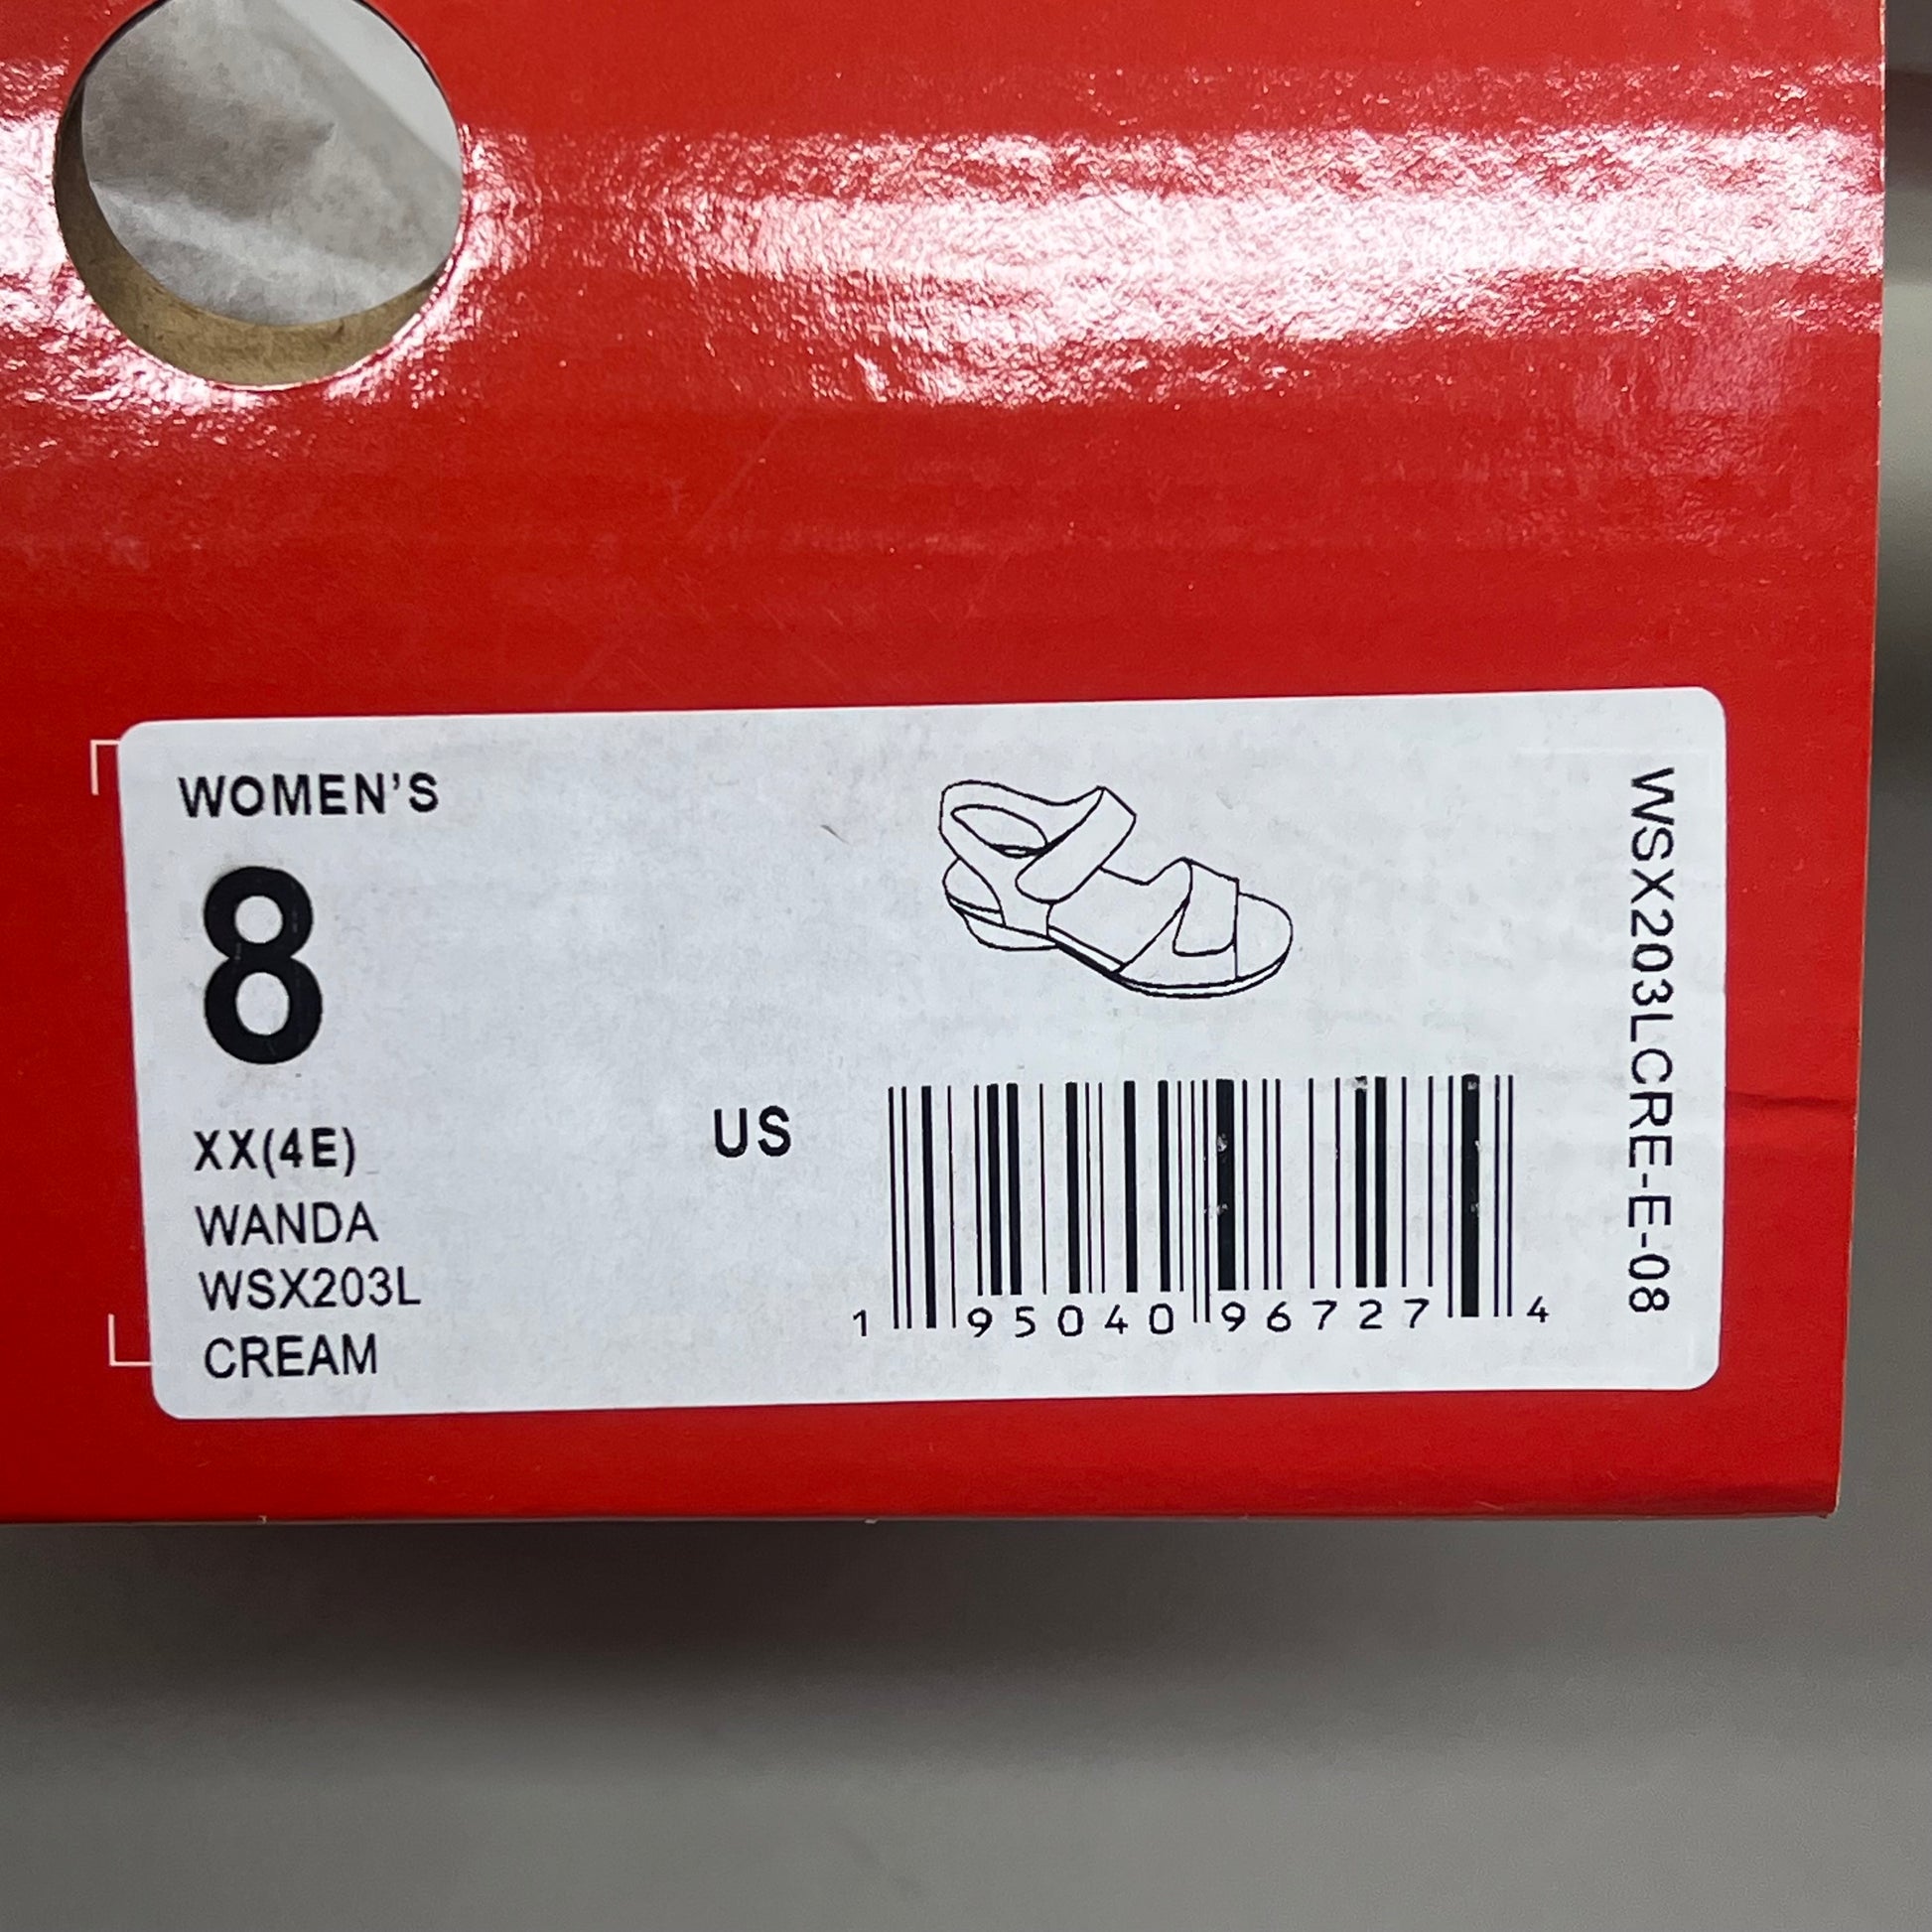 WOMEN'S
8
XX(4E)
WANDA
WSX203L
CREAM
US
1 95040 96727 4
WSX203LCRE-E-08